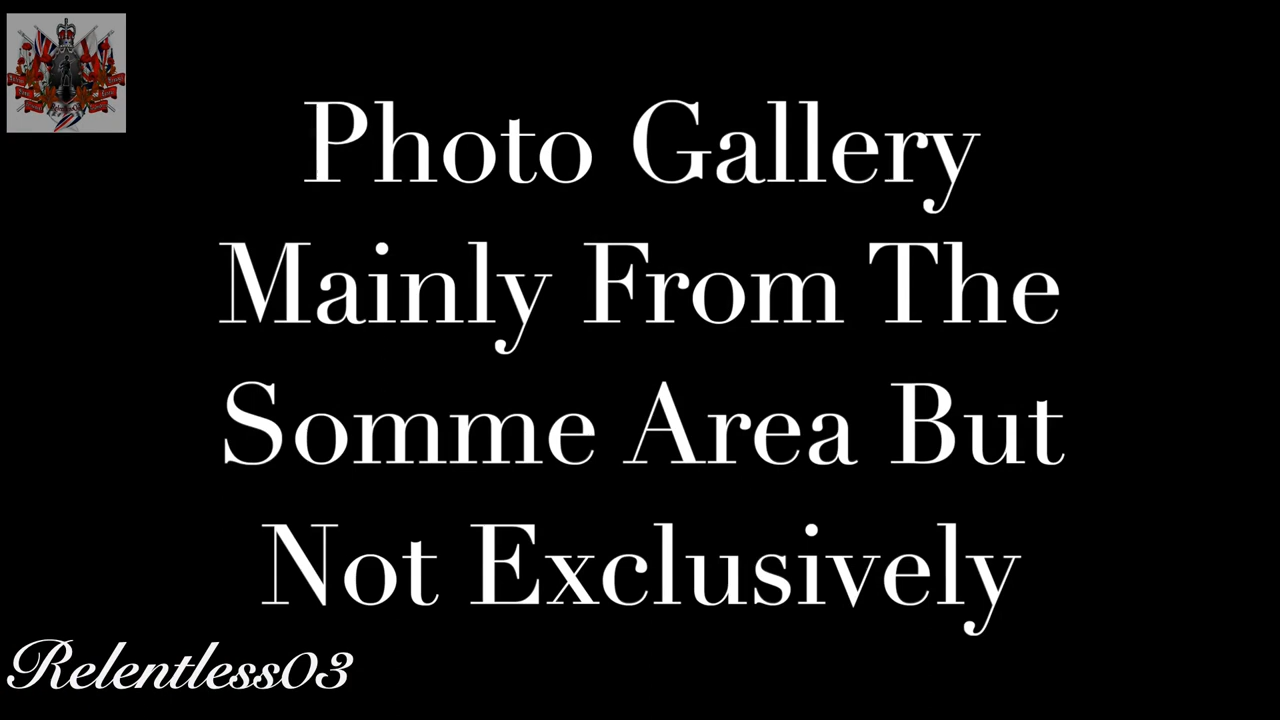 Photo Gallery
Mainly From The
Somme Area But
Not Exclusively
Relentless03